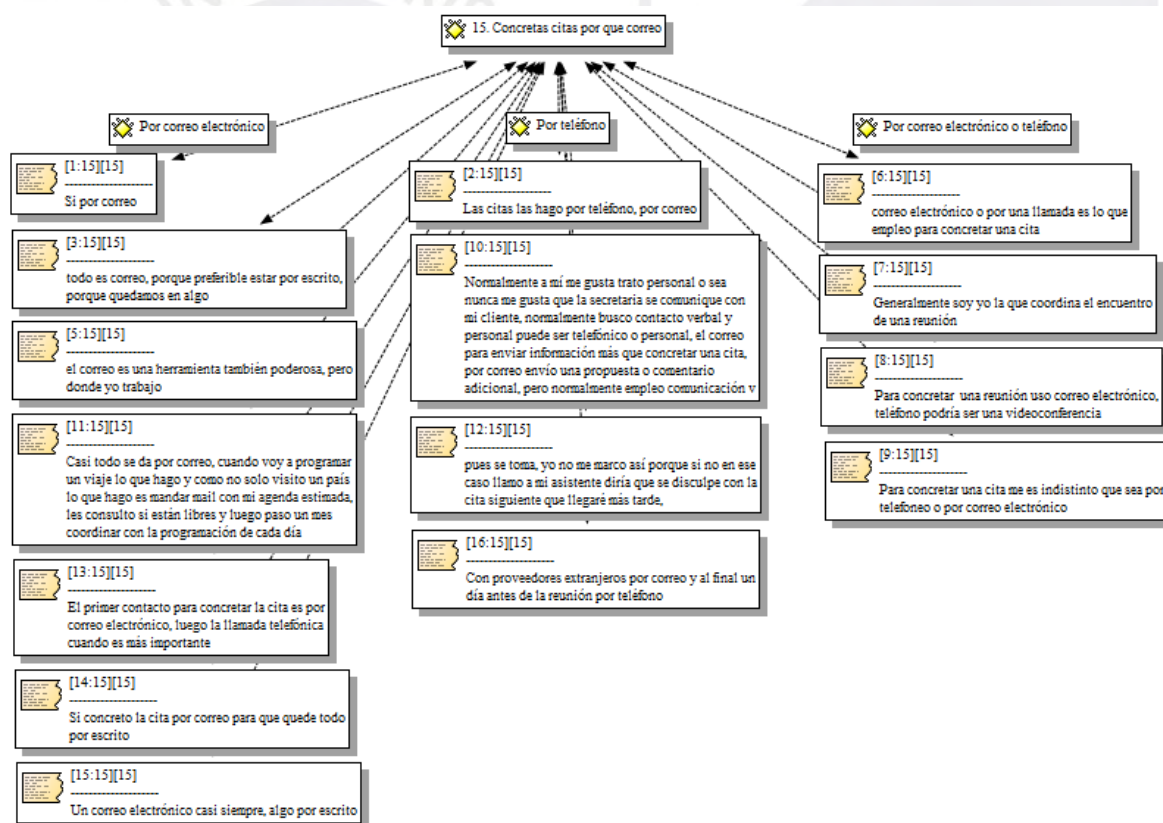 15. Concretas citas por que correo
Por correo electrónico
[1:15][15]
--------------------
Si por correo
[3:15][15]
--------------------
todo es correo, porque preferible estar por escrito,
porque quedamos en algo
[5:15][15]
--------------------
el correo es una herramienta también poderosa, pero
donde yo trabajo
[11:15][15]
--------------------
Casi todo se da por correo, cuando voy a programar
un viaje lo que hago y como no solo visito un país
lo que hago es mandar mail con mi agenda estimada,
les consulto si están libres y luego paso un mes
coordinar con la programación de cada día
[13:15][15]
--------------------
El primer contacto para concretar la cita es por
correo electrónico, luego la llamada telefónica
cuando es más importante
[14:15][15]
--------------------
Si concreto la cita por correo para que quede todo
por escrito
[15:15][15]
--------------------
Un correo electrónico casi siempre, algo por escrito
Por teléfono
[2:15][15]
--------------------
Las citas las hago por teléfono, por correo
[10:15][15]
--------------------
Normalmente a mí me gusta trato personal o sea
nunca me gusta que la secretaria se comunique con
mi cliente, normalmente busco contacto verbal y
personal puede ser telefónico o personal, el correo
para enviar información más que concretar una cita,
por correo envío una propuesta o comentario
adicional, pero normalmente empleo comunicación v
[12:15][15]
--------------------
pues se toma, yo no me marco así porque si no en ese
caso llamo a mi asistente diría que se disculpe con la
cita siguiente que llegaré más tarde,
[16:15][15]
--------------------
Con proveedores extranjeros por correo y al final un
día antes de la reunión por teléfono
Por correo electrónico o teléfono
[6:15][15]
--------------------
correo electrónico o por una llamada es lo que
empleo para concretar una cita
[7:15][15]
--------------------
Generalmente soy yo la que coordina el encuentro
de una reunión
[8:15][15]
--------------------
Para concretar una reunión uso correo electrónico,
teléfono podría ser una videoconferencia
[9:15][15]
--------------------
Para concretar una cita me es indistinto que sea por
telefoneo o por correo electrónico